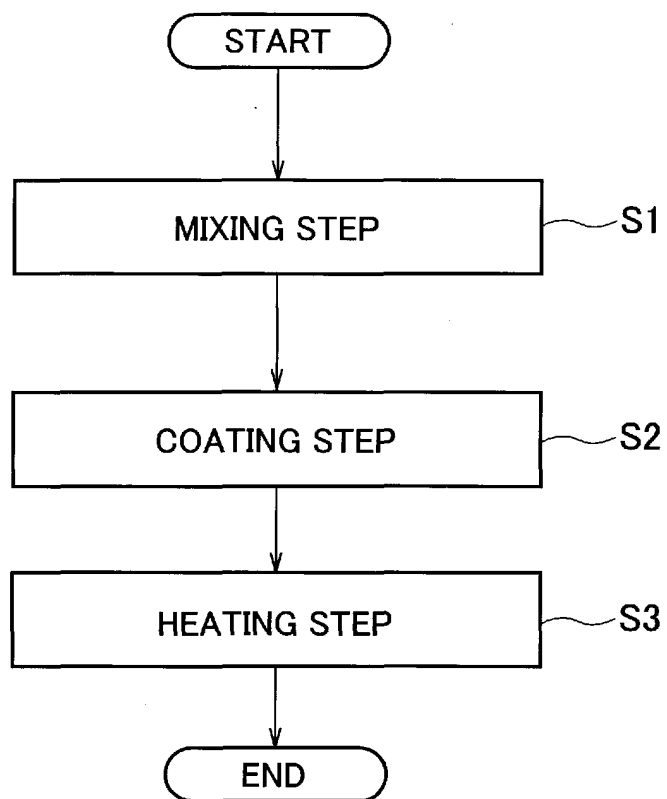 START
MIXING STEP
S1
COATING STEP
S2
HEATING STEP
S3
END